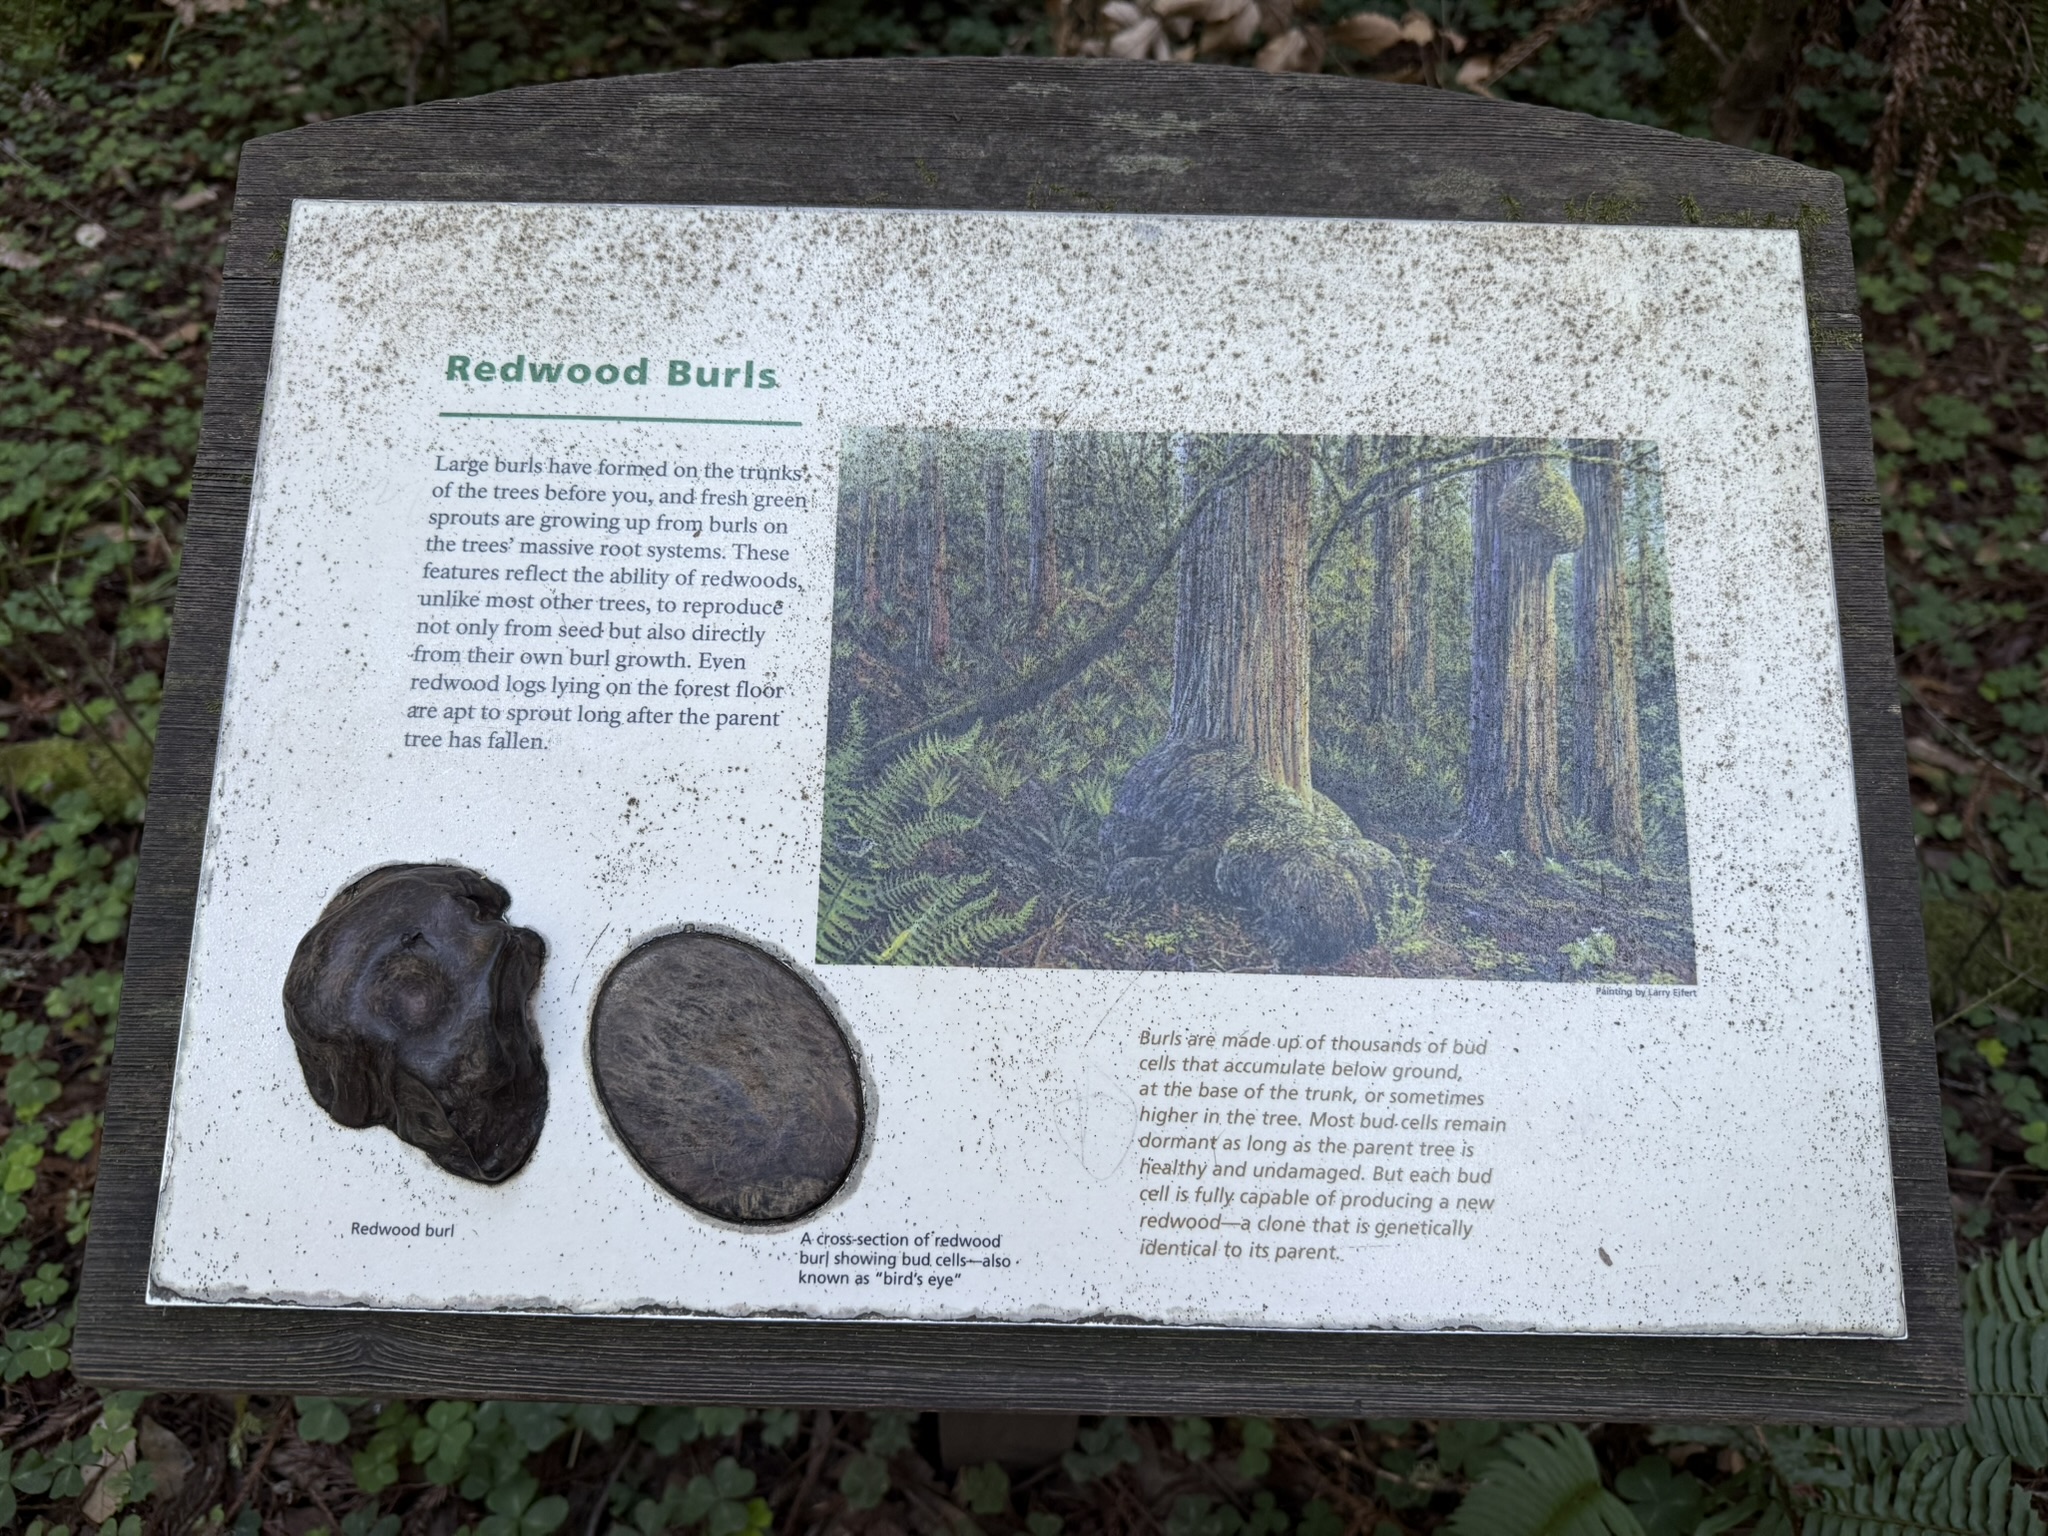 Redwood Burls
Large burls have formed on the trunks
of the trees before you, and fresh green
sprouts are growing up from burls on
the trees' massive root systems. These
features reflect the ability of redwoods,
unlike most other trees, to reproduce
not only from seed but also directly
from their own burl growth. Even
redwood logs lying on the forest floor
are apt to sprout long after the parent
tree has fallen.
Painting by Larry Eifert
Burls are made up of thousands of bud
cells that accumulate below ground,
at the base of the trunk, or sometimes
higher in the tree. Most bud cells remain
dormant as long as the parent tree is
healthy and undamaged. But each bud
cell is fully capable of producing a new
redwood—a clone that is genetically
identical to its parent.
Redwood burl
A cross-section of redwood
burl showing bud cells—also
known as “bird's eye”